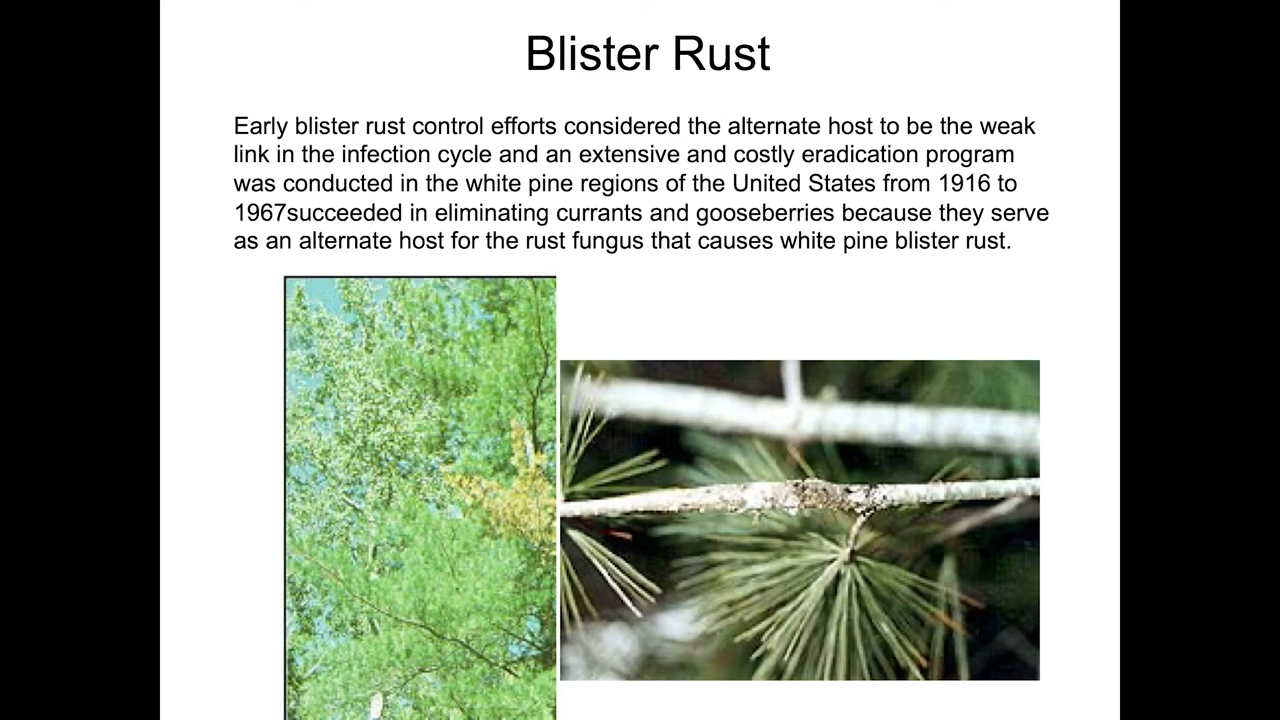 Blister Rust
Early blister rust control efforts considered the alternate host to be the weak
link in the infection cycle and an extensive and costly eradication program
was conducted in the white pine regions of the United States from 1916 to
1967succeeded in eliminating currants and gooseberries because they serve
as an alternate host for the rust fungus that causes white pine blister rust.